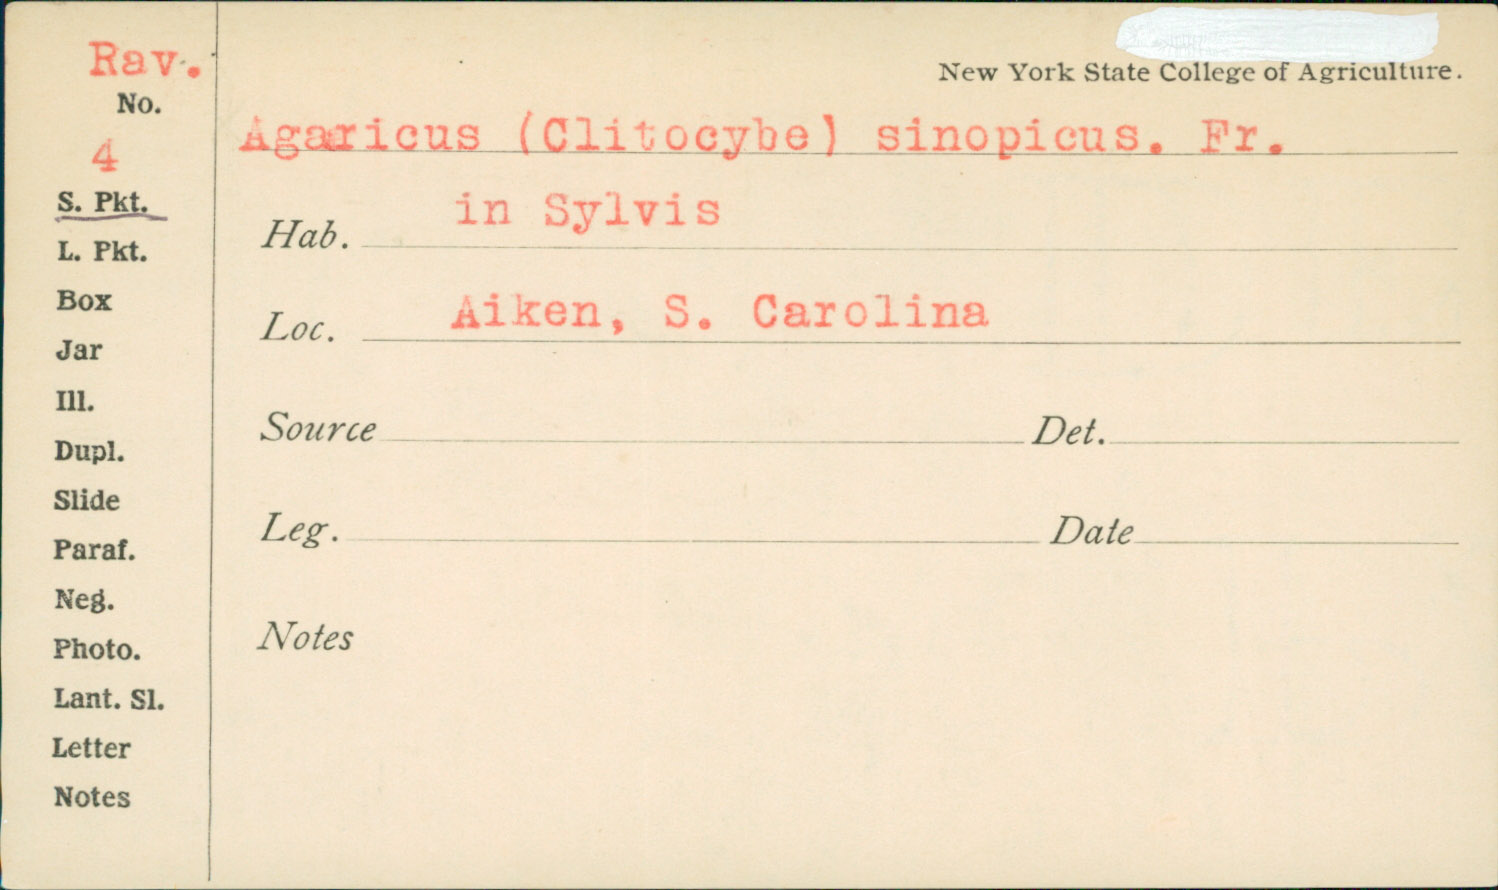 Rav.
No.
4
S. Pkt.
L. Pkt.
Box
Jar
Ill.
Dupl.
Slide
Paraf.
Neg.
Photo.
Lant. Sl.
Letter
Notes
New York State College of Agriculture.
Agaricus (Clitocybe) sinopicus. Fr.
Hab. in Sylvis
Loc. Aiken, S. Carolina
Source Det.
Leg. Date
Notes